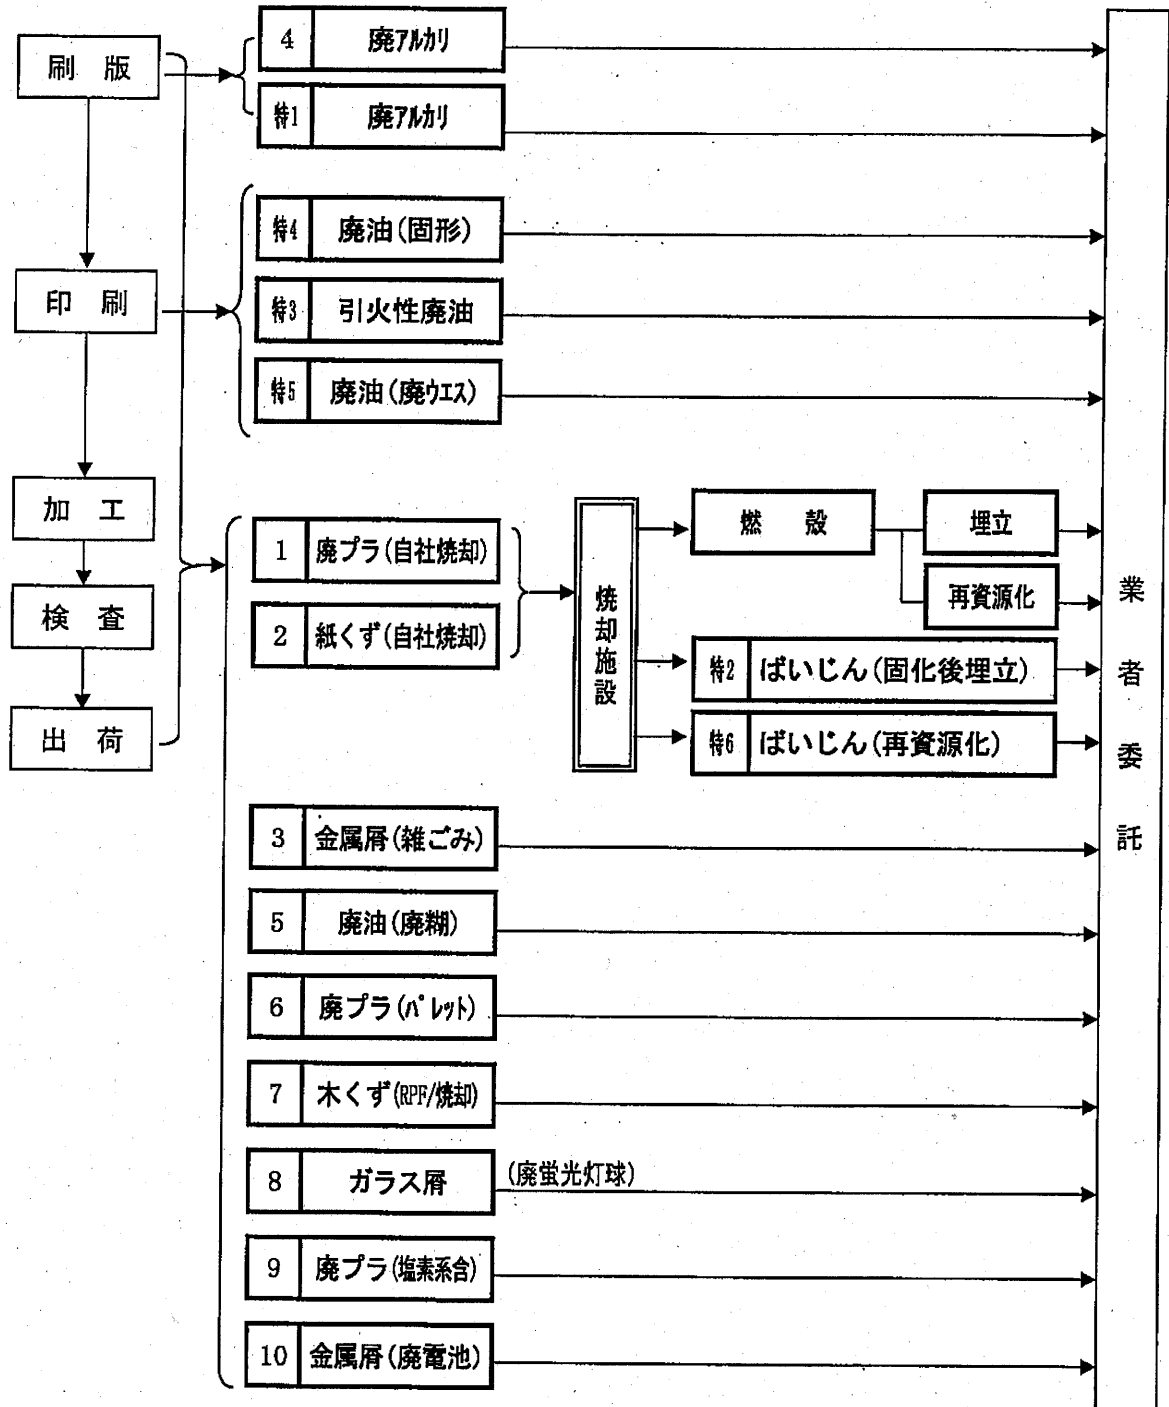 刷 版
4 廃ｱﾙｶﾘ
特1 廃ｱﾙｶﾘ
印 刷
特4 廃油(固形)
特3 引火性廃油
特5 廃油(廃ｳｴｽ)
加 工
検 査
出 荷
1 廃プラ(自社焼却)
2 紙くず(自社焼却)
焼却施設
燃 殻
埋立
再資源化
特2 ばいじん(固化後埋立)
特6 ばいじん(再資源化)
3 金属屑(雑ごみ)
5 廃油(廃糊)
6 廃プラ(ﾊﾟﾚｯﾄ)
7 木くず(RPF/焼却)
8 ガラス屑 (廃蛍光灯球)
9 廃プラ(塩素系含)
10 金属屑(廃電池)
業者委託